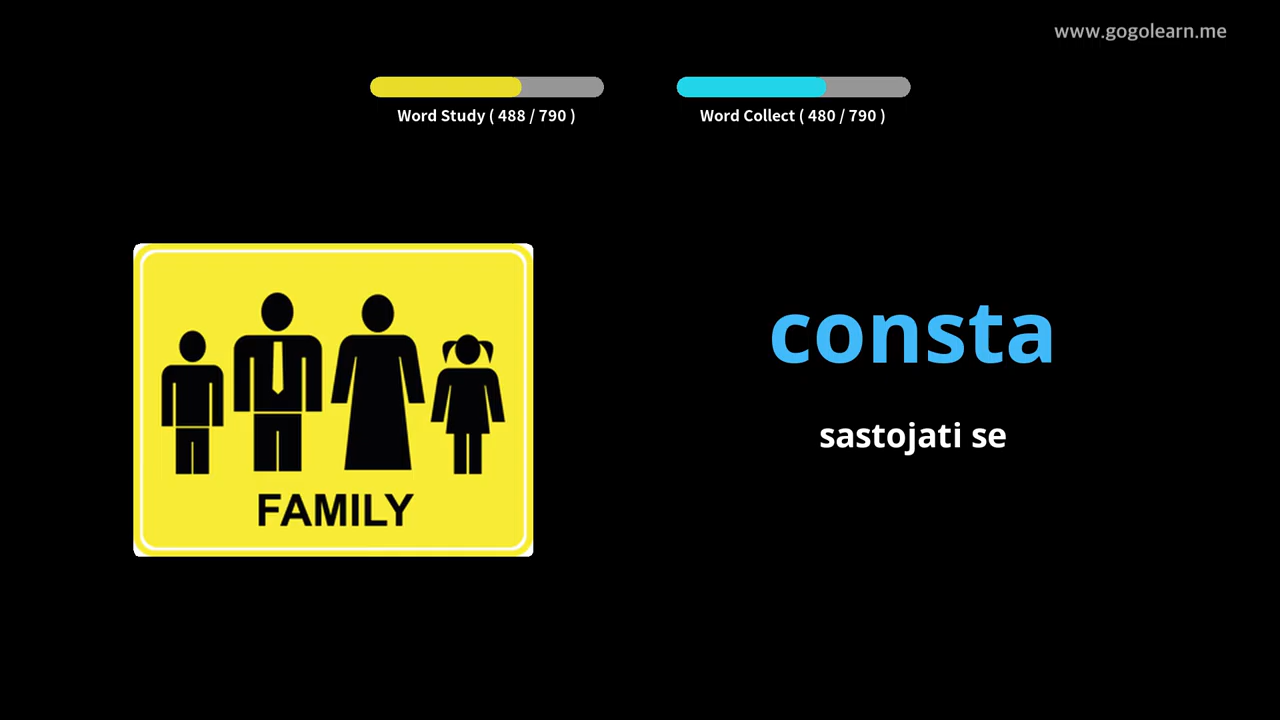 www.gogolearn.me
Word Study ( 488 / 790 )
Word Collect ( 480 / 790 )
consta
sastojati se
FAMILY